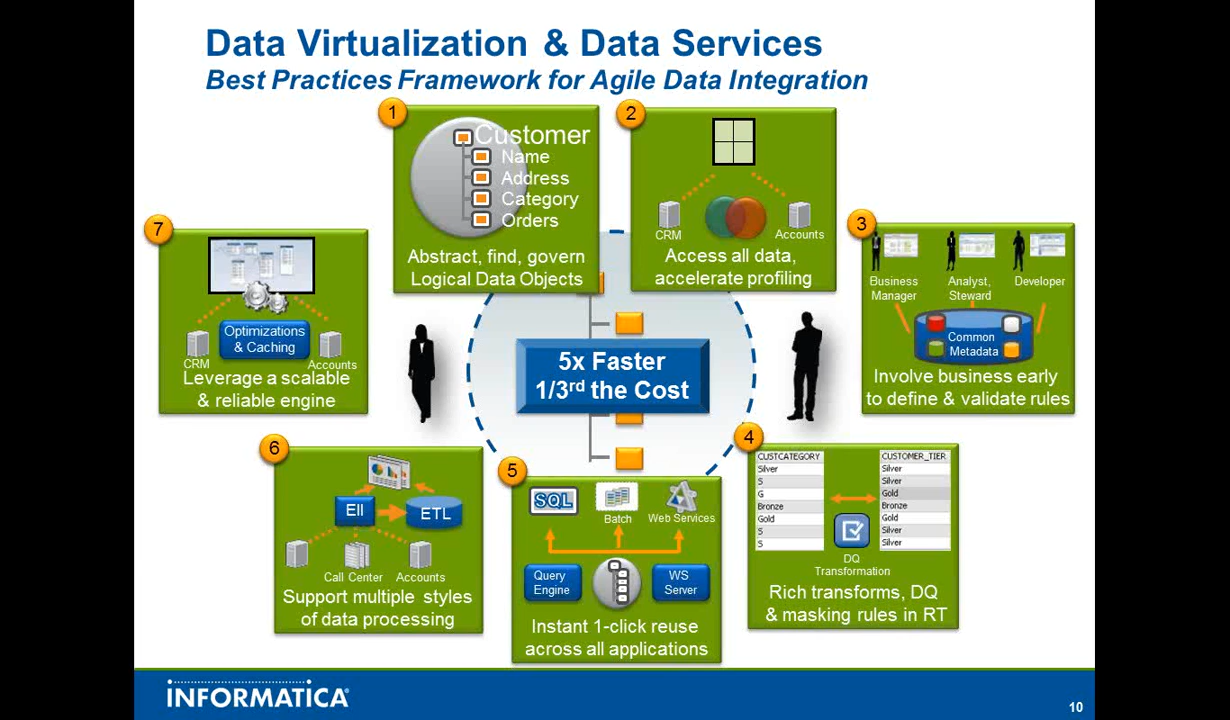 Data Virtualization & Data Services
Best Practices Framework for Agile Data Integration
1
Customer
Name
Address
Category
Orders
Abstract, find, govern
Logical Data Objects
2
CRM
Accounts
Access all data,
accelerate profiling
3
Business
Manager
Analyst,
Steward
Developer
Common
Metadata
Involve business early
to define & validate rules
4
CUSTCATEGORY
Silver
S
G
Bronze
Gold
S
S
CUSTOMER_TIER
Silver
Silver
Gold
Bronze
Gold
Silver
Silver
DQ
Transformation
Rich transforms, DQ
& masking rules in RT
5
SQL
Batch
Web Services
Query
Engine
WS
Server
Instant 1-click reuse
across all applications
6
EII
ETL
Call Center
Accounts
Support multiple styles
of data processing
7
Optimizations
& Caching
CRM
Accounts
Leverage a scalable
& reliable engine
5x Faster
1/3rd the Cost
INFORMATICA®
10